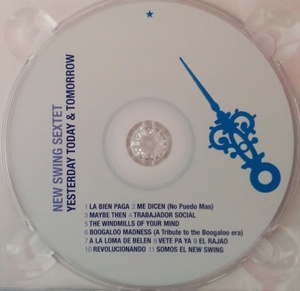 NEW SWING SEXTET
YESTERDAY TODAY & TOMORROW
1 LA BIEN PAGA 2 ME DICEN (No Puedo Mas)
3 MAYBE THEN 4 TRABAJADOR SOCIAL
5 THE WINDMILLS OF YOUR MIND
6 BOOGALOO MADNESS (A Tribute to the Boogaloo era)
7 A LA LOMA DE BELEN 8 VETE PA YA 9 EL RAJAO
10 REVOLUCIONANDO 11 SOMOS EL NEW SWING